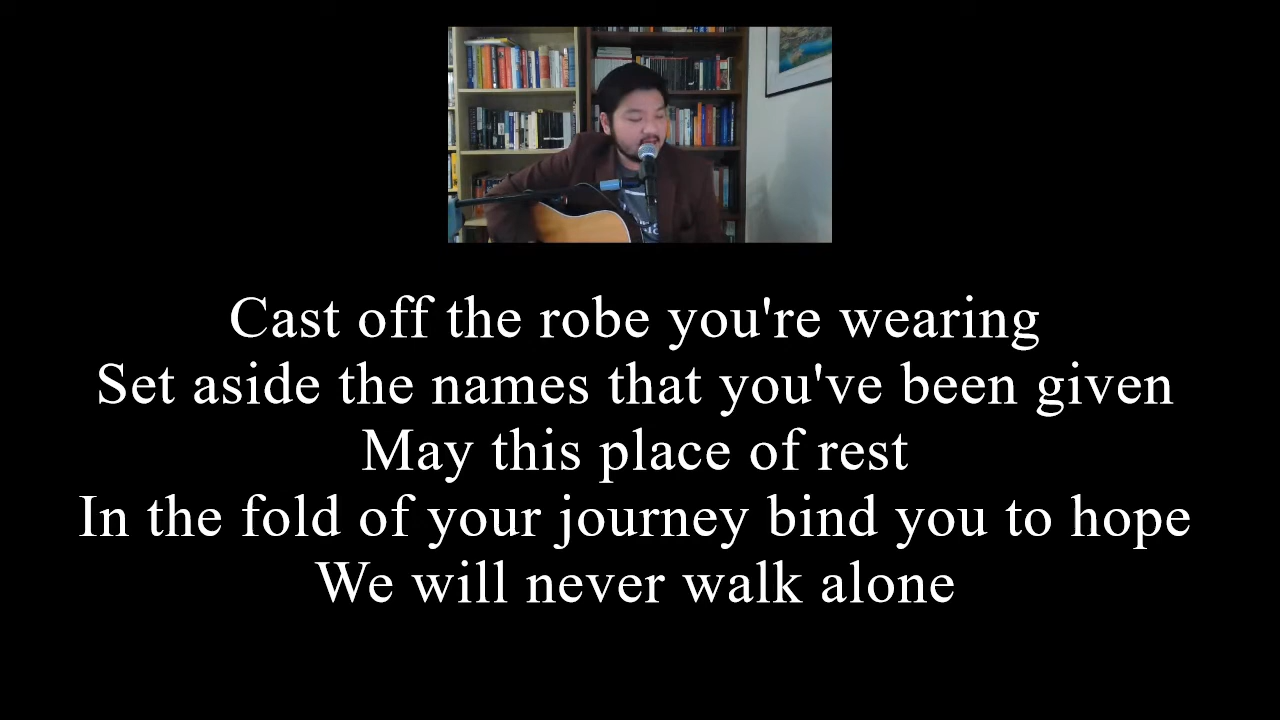 Cast off the robe you're wearing
Set aside the names that you've been given
May this place of rest
In the fold of your journey bind you to hope
We will never walk alone